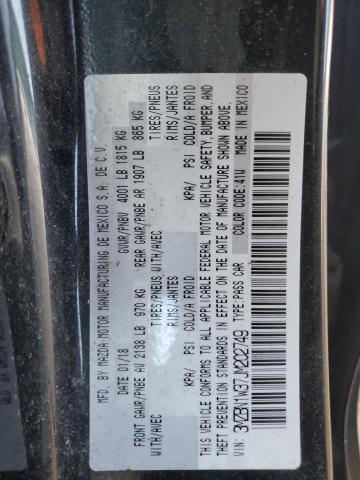 MFD BY MAZDA MOTOR MANUFACTURING DE MEXICO S.A. DE C.V.
DATE 01/18 GVWR/PNBV 4001 LB 1815 KG
FRONT GAWR/PNBE AV 2138 LB 970 KG REAR GAWR/PNBE AR 1907 LB 865 KG
WITH/AVEC TIRES/PNEUS WITH/AVEC TIRES/PNEUS
RIMS/JANTES RIMS/JANTES
KPA/ PSI COLD/A FROID KPA/ PSI COLD/A FROID
THIS VEHICLE CONFORMS TO ALL APPLICABLE FEDERAL MOTOR VEHICLE SAFETY, BUMPER, AND
THEFT PREVENTION STANDARDS IN EFFECT ON THE DATE OF MANUFACTURE SHOWN ABOVE.
VIN: TYPE:PASS CAR COLOR CODE:41W MADE IN MEXICO
3MZBN1W37JM202749